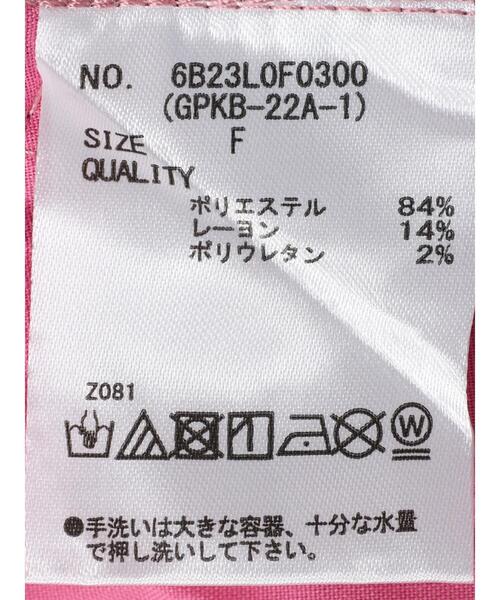 NO. 6B23L0F0300
(GPKB-22A-1)
SIZE F
QUALITY
ポリエステル 84%
レーヨン 14%
ポリウレタン 2%
Z081
W
●手洗いは大きな容器、十分な水量
で押し洗いして下さい。